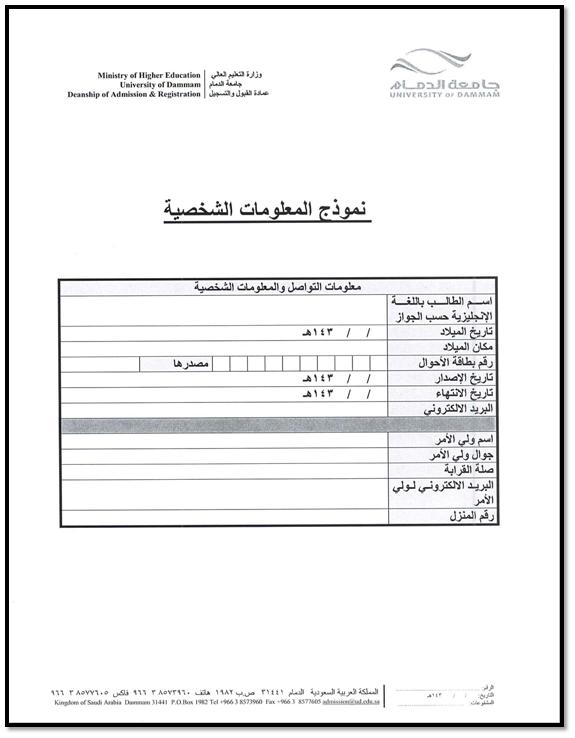 Ministry of Higher Education
University of Dammam
Deanship of Admission & Registration
وزارة التعليم العالي
جامعة الدمام
عمادة القبول والتسجيل
جامعة الدمام
UNIVERSITY OF DAMMAM
نموذج المعلومات الشخصية
معلومات التواصل والمعلومات الشخصية
اسم الطالب باللغة
الإنجليزية حسب الجواز
تاريخ الميلاد / / ١٤٣هـ
مكان الميلاد
رقم بطاقة الأحوال مصدرها
تاريخ الإصدار / / ١٤٣هـ
تاريخ الانتهاء / / ١٤٣هـ
البريد الالكتروني
اسم ولي الأمر
جوال ولي الأمر
صلة القرابة
البريد الالكتروني لولي
الأمر
رقم المنزل
المملكة العربية السعودية الدمام ٣١٤٤١ ص.ب ١٩٨٢ هاتف ٨٥٧٣٩٦٠ ٣ ٩٦٦ فاكس ٨٥٧٧٦٠٥ ٣ ٩٦٦
Kingdom of Saudi Arabia Dammam 31441 P.O.Box 1982 Tel +966 3 8573960 Fax +966 3 8577605 admission@ud.edu.sa
الرقم:
التاريخ: / / ١٤٣هـ
المشفوعات: